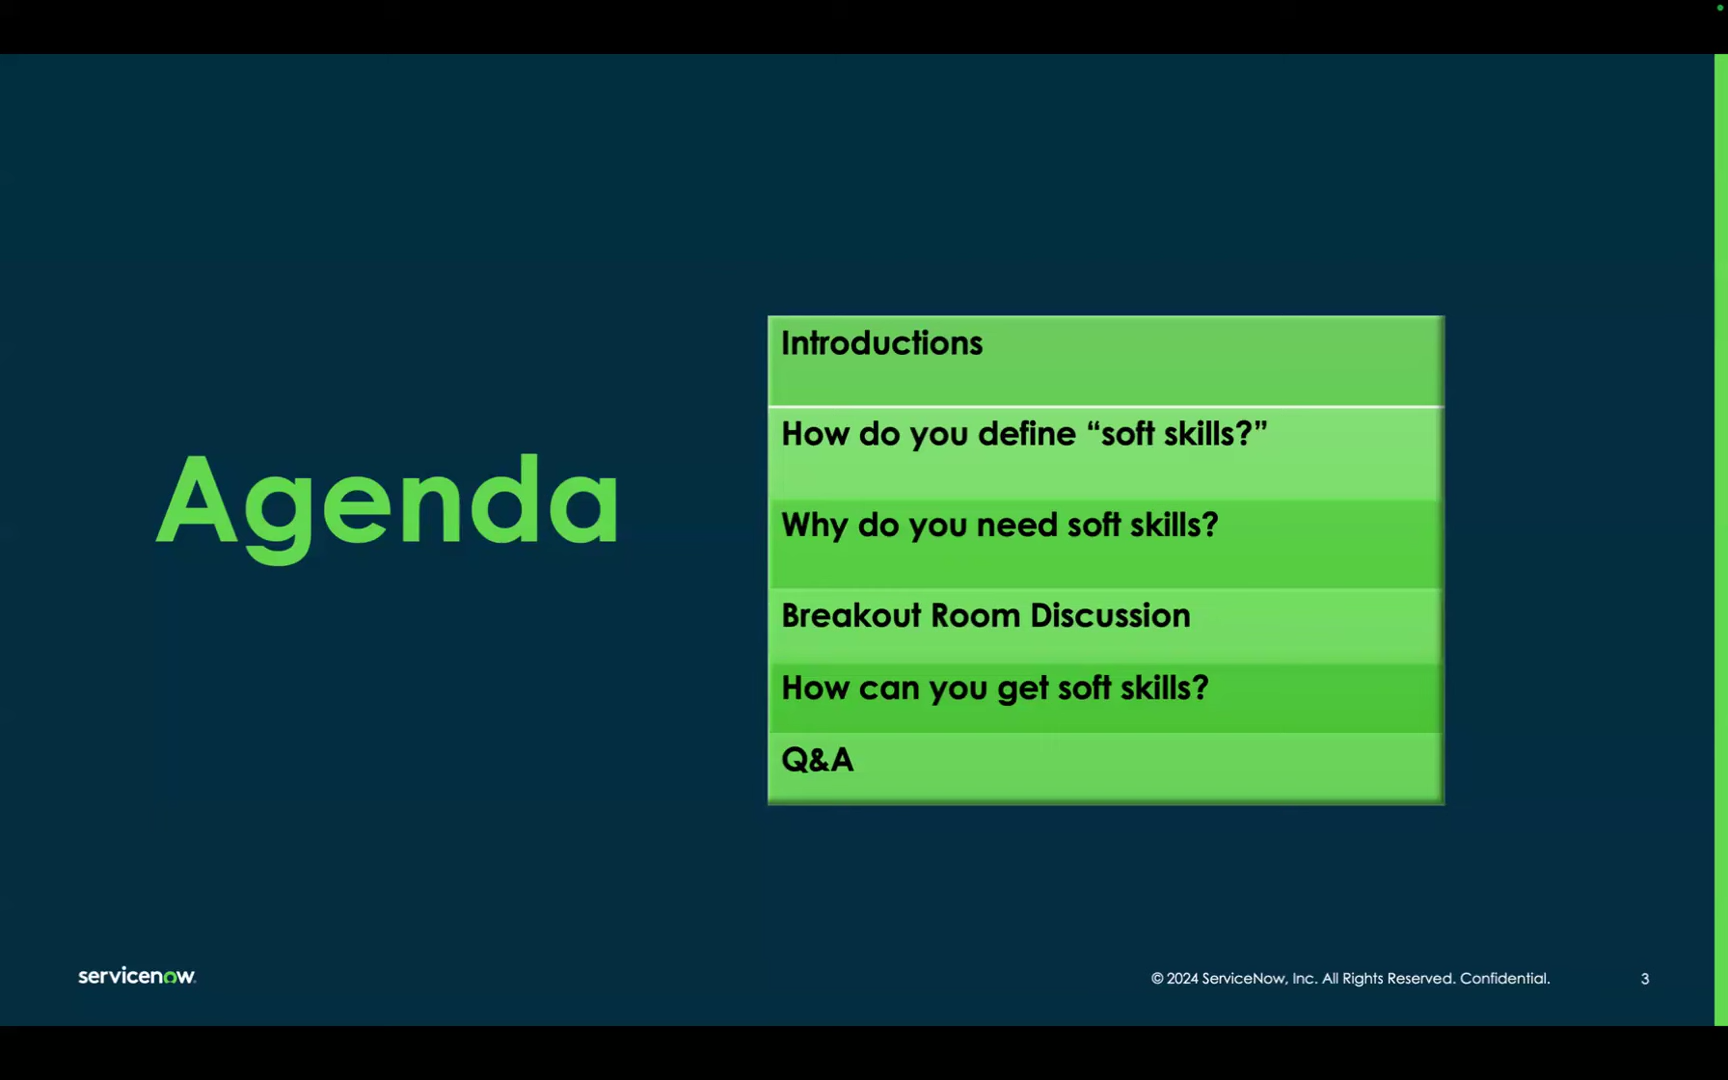 Agenda
Introductions
How do you define “soft skills?”
Why do you need soft skills?
Breakout Room Discussion
How can you get soft skills?
Q&A
servicenow
© 2024 ServiceNow, Inc. All Rights Reserved. Confidential.
3